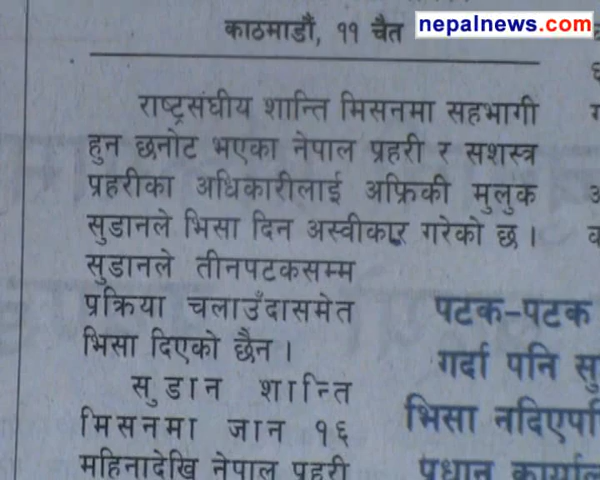 nepalnews.com
काठमाडौं, ११ चैत
राष्ट्रसंघीय शान्ति मिसनमा सहभागी
हुन छनोट भएका नेपाल प्रहरी र सशस्त्र
प्रहरीका अधिकारीलाई अफ्रिकी मुलुक
सुडानले भिसा दिन अस्वीकार गरेको छ ।
सुडानले तीनपटकसम्म
प्रक्रिया चलाउँदासमेत
भिसा दिएको छैन ।
सुडान शान्ति
मिसनमा जान १६
महिनादेखि नेपाल प्रहरी
पटक-पटक
गर्दा पनि
भिसा नदिएपछि
प्रधान